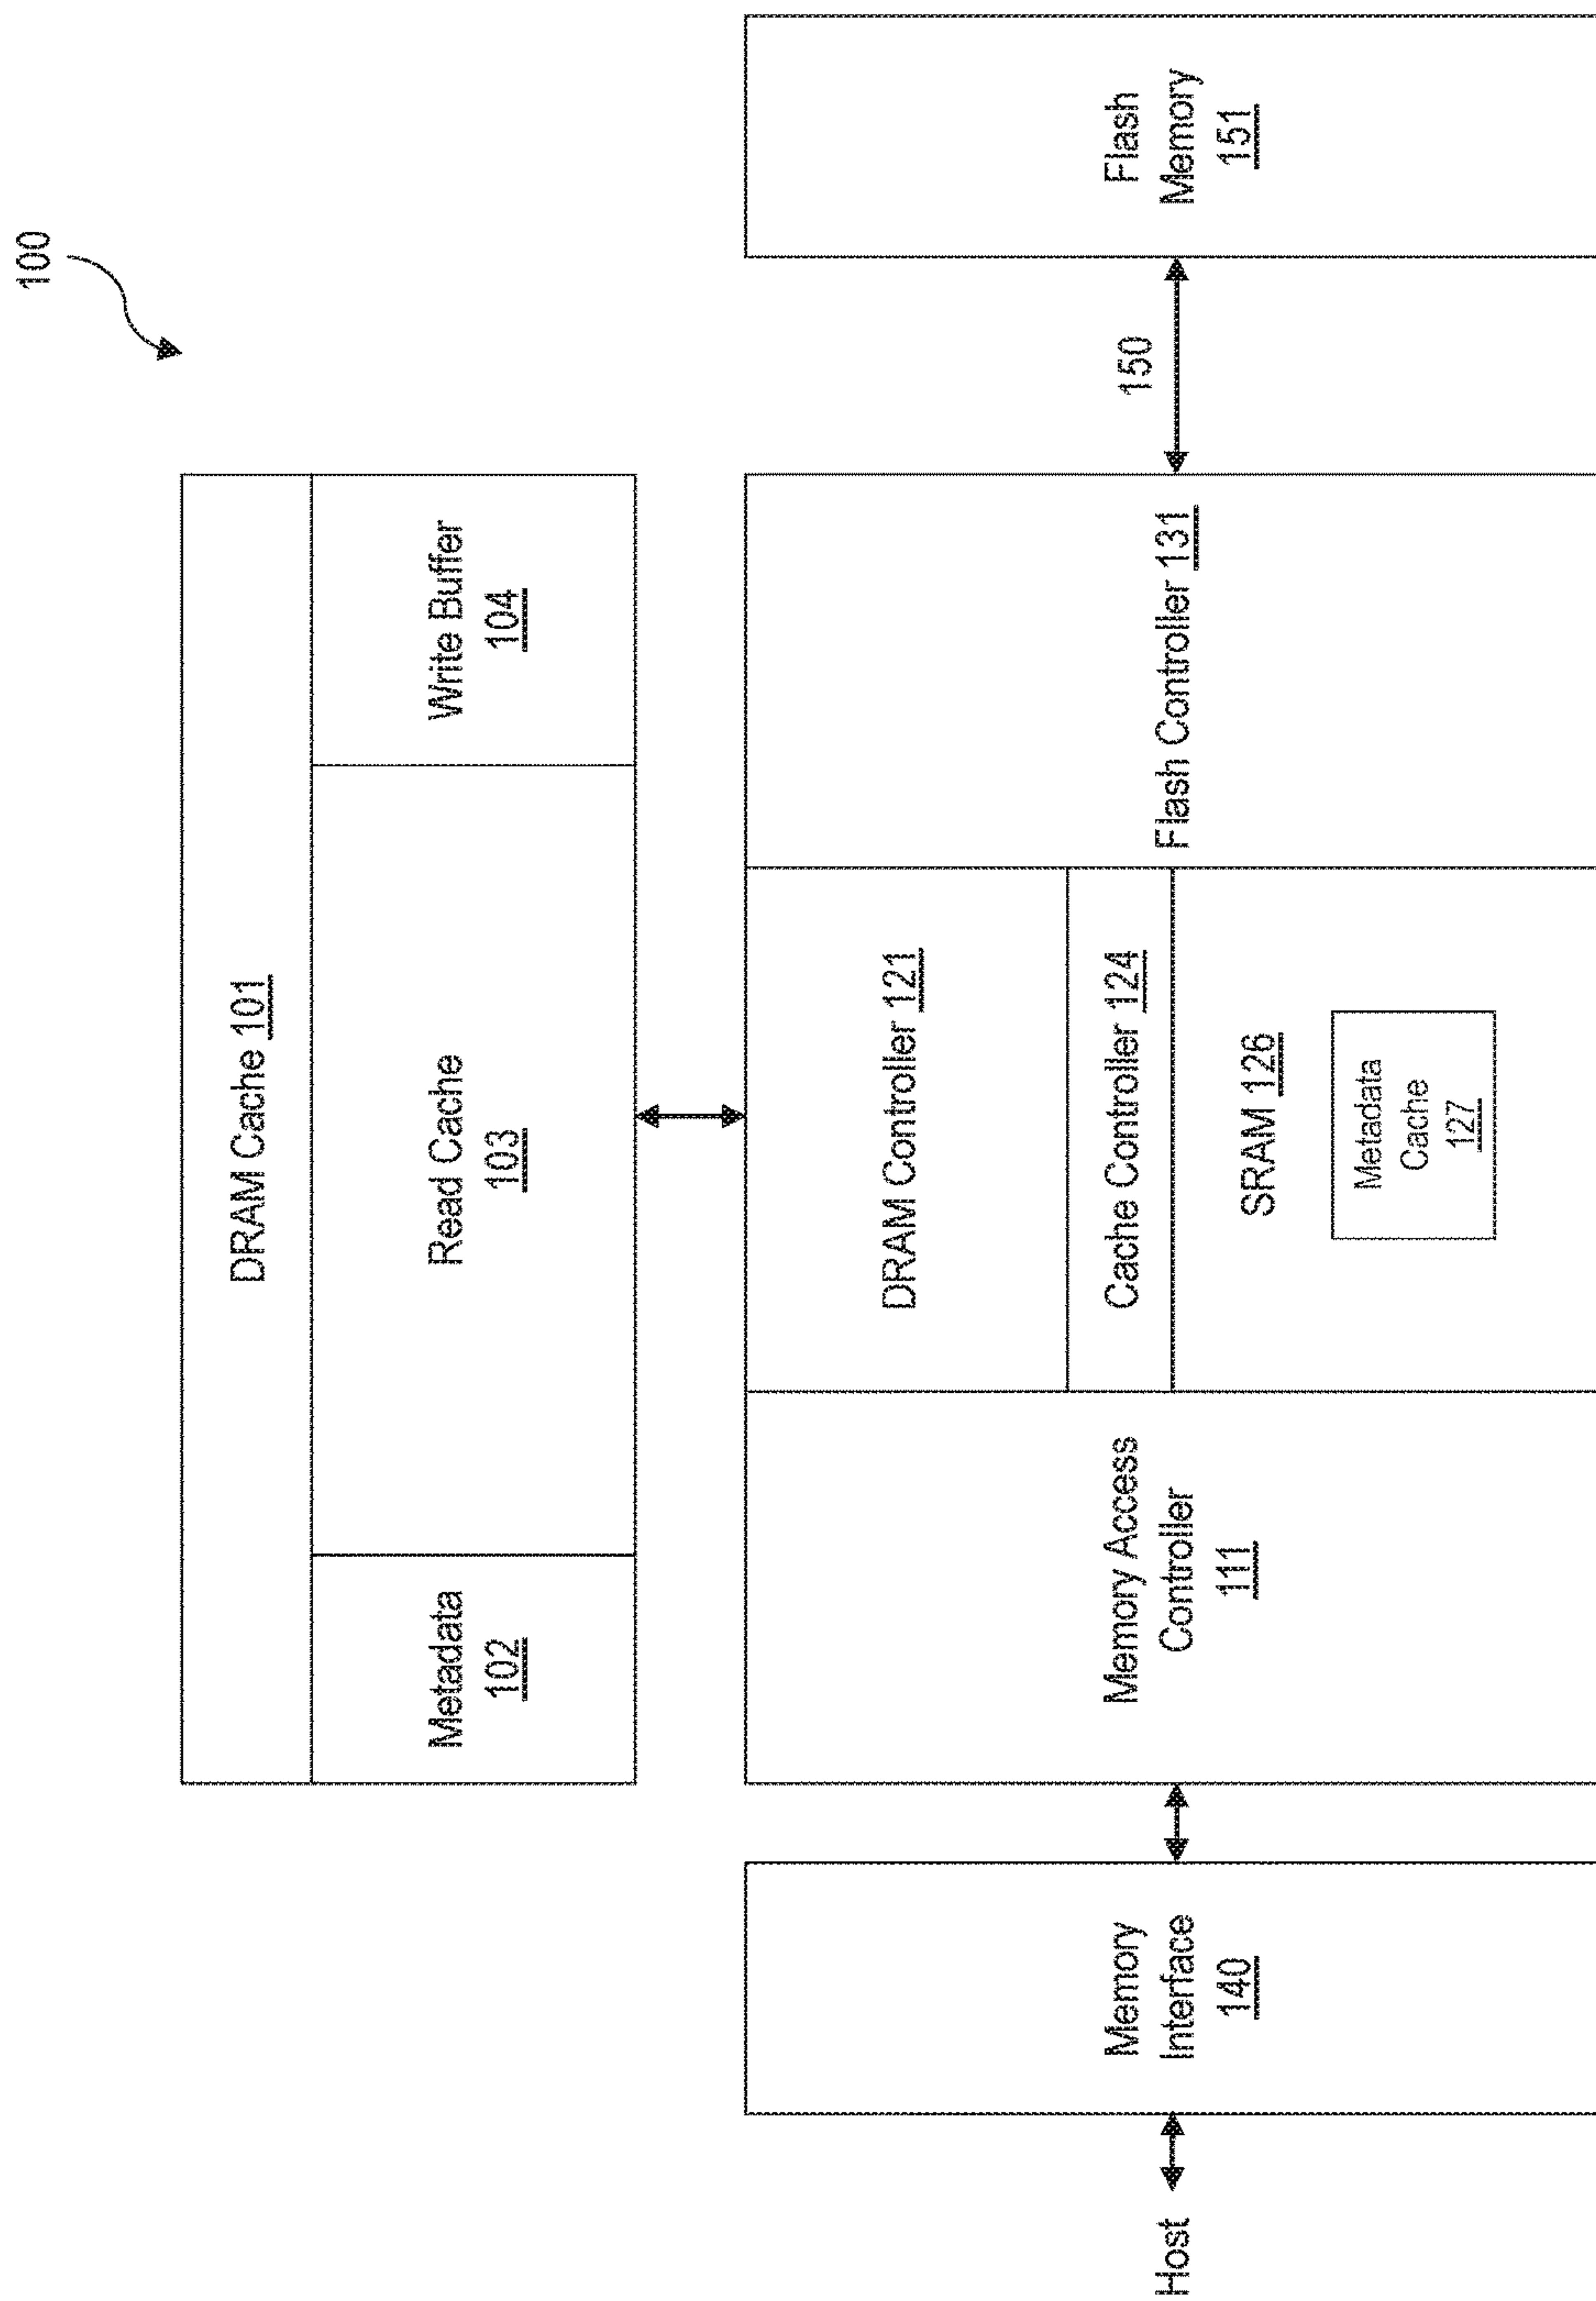 100
DRAM Cache 101
Metadata
102
Read Cache
103
Write Buffer
104
Host
Memory
Interface
140
Memory Access
Controller
111
DRAM Controller 121
Cache Controller 124
SRAM 126
Metadata
Cache
127
Flash Controller 131
150
Flash
Memory
151